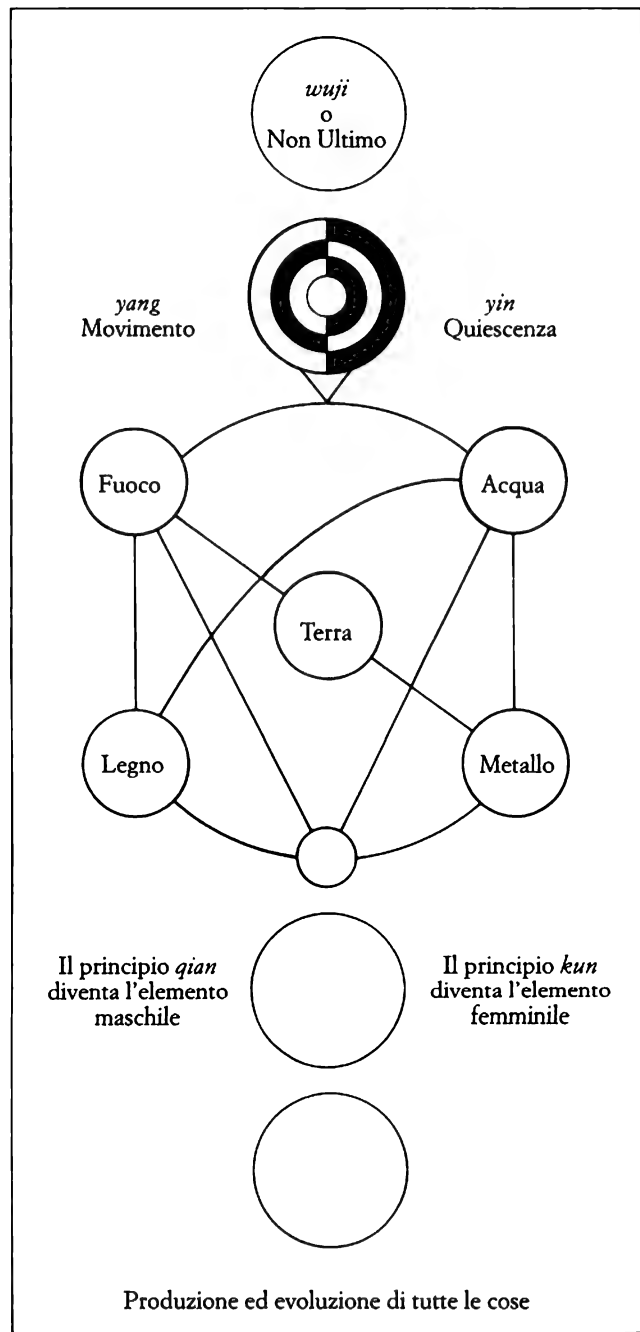 wuji
o
Non Ultimo
yang
Movimento
yin
Quiescenza
Fuoco
Acqua
Terra
Legno
Metallo
Il principio qian
diventa l'elemento
maschile
Il principio kun
diventa l'elemento
femminile
Produzione ed evoluzione di tutte le cose